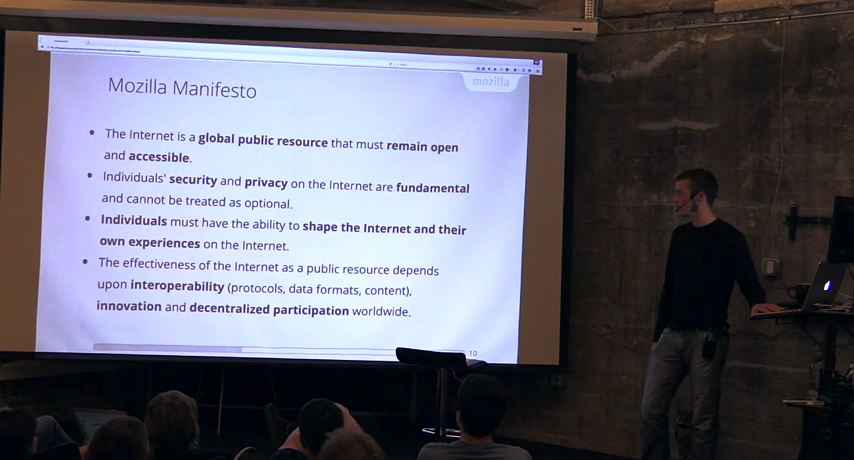 mozilla
Mozilla Manifesto
• The Internet is a global public resource that must remain open
and accessible.
• Individuals' security and privacy on the Internet are fundamental
and cannot be treated as optional.
• Individuals must have the ability to shape the Internet and their
own experiences on the Internet.
• The effectiveness of the Internet as a public resource depends
upon interoperability (protocols, data formats, content),
innovation and decentralized participation worldwide.
10